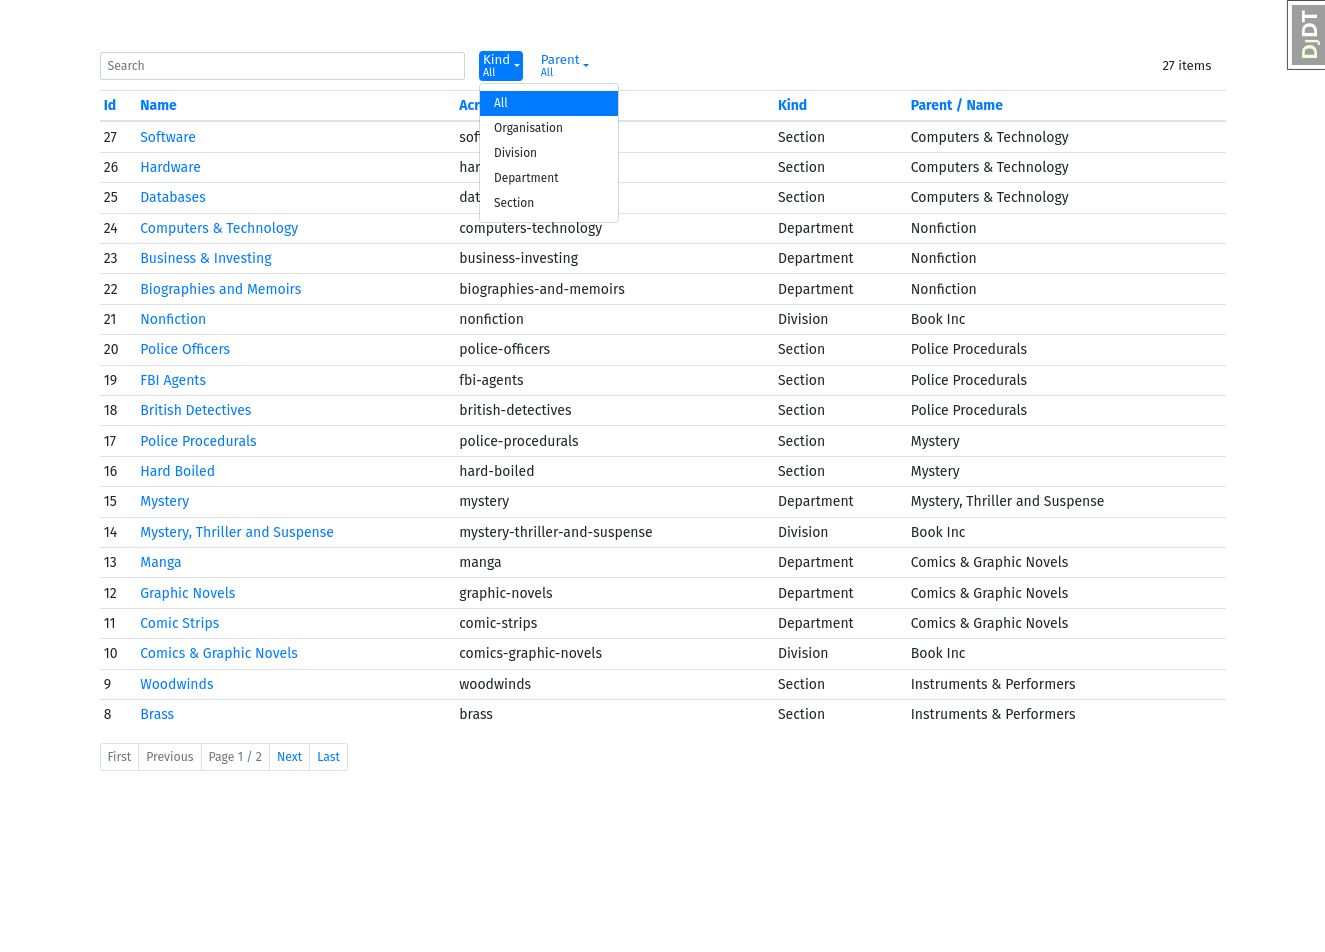 DjDT
Search
Kind
All
Parent
All
27 items
Id Name Acr Kind Parent / Name
All
Organisation
Division
Department
Section
27 Software Section Computers & Technology
26 Hardware Section Computers & Technology
25 Databases Section Computers & Technology
24 Computers & Technology computers-technology Department Nonfiction
23 Business & Investing business-investing Department Nonfiction
22 Biographies and Memoirs biographies-and-memoirs Department Nonfiction
21 Nonfiction nonfiction Division Book Inc
20 Police Officers police-officers Section Police Procedurals
19 FBI Agents fbi-agents Section Police Procedurals
18 British Detectives british-detectives Section Police Procedurals
17 Police Procedurals police-procedurals Section Mystery
16 Hard Boiled hard-boiled Section Mystery
15 Mystery mystery Department Mystery, Thriller and Suspense
14 Mystery, Thriller and Suspense mystery-thriller-and-suspense Division Book Inc
13 Manga manga Department Comics & Graphic Novels
12 Graphic Novels graphic-novels Department Comics & Graphic Novels
11 Comic Strips comic-strips Department Comics & Graphic Novels
10 Comics & Graphic Novels comics-graphic-novels Division Book Inc
9 Woodwinds woodwinds Section Instruments & Performers
8 Brass brass Section Instruments & Performers
First Previous Page 1 / 2 Next Last